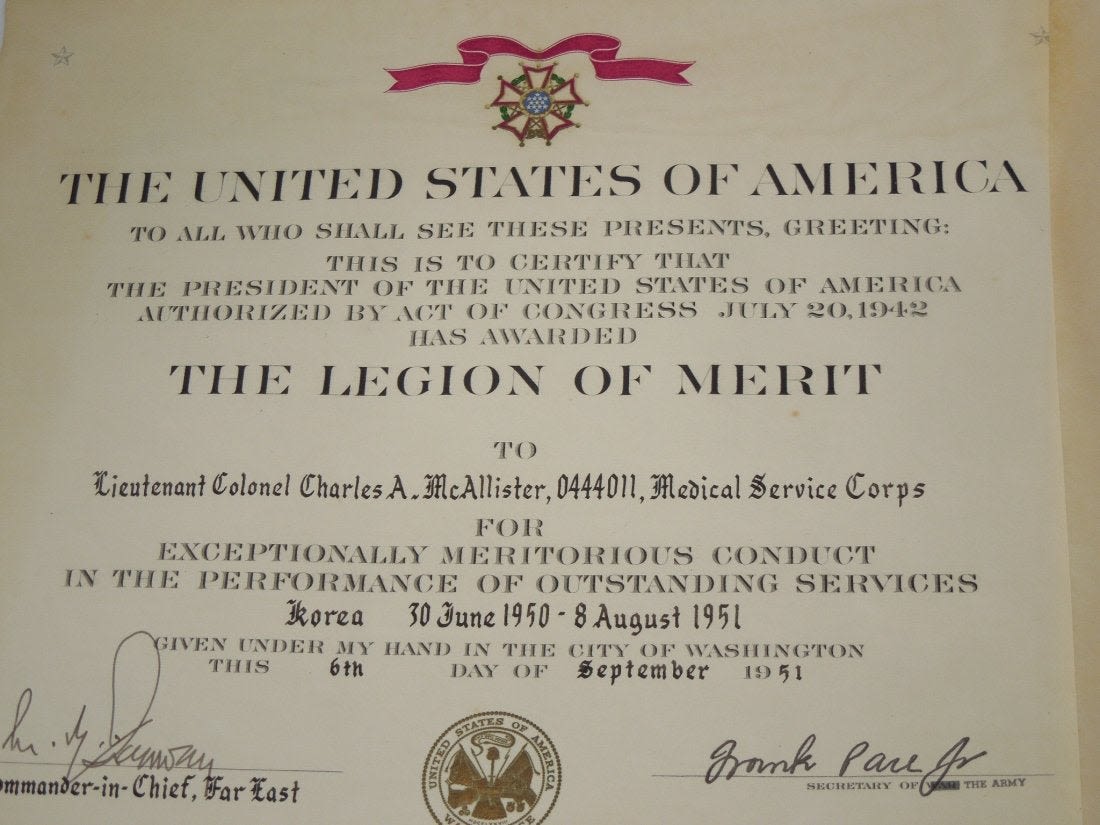 THE UNITED STATES OF AMERICA
TO ALL WHO SHALL SEE THESE PRESENTS, GREETING:
THIS IS TO CERTIFY THAT
THE PRESIDENT OF THE UNITED STATES OF AMERICA
AUTHORIZED BY ACT OF CONGRESS JULY 20, 1942
HAS AWARDED
THE LEGION OF MERIT
TO
Lieutenant Colonel Charles A. McAllister, 0444011, Medical Service Corps
FOR
EXCEPTIONALLY MERITORIOUS CONDUCT
IN THE PERFORMANCE OF OUTSTANDING SERVICES
Korea 30 June 1950 - 8 August 1951
GIVEN UNDER MY HAND IN THE CITY OF WASHINGTON
THIS 6th DAY OF September 1951
Frank Pace Jr
ommander-in-Chief, Far East
SECRETARY OF THE ARMY
UNITED STATES OF AMERICA